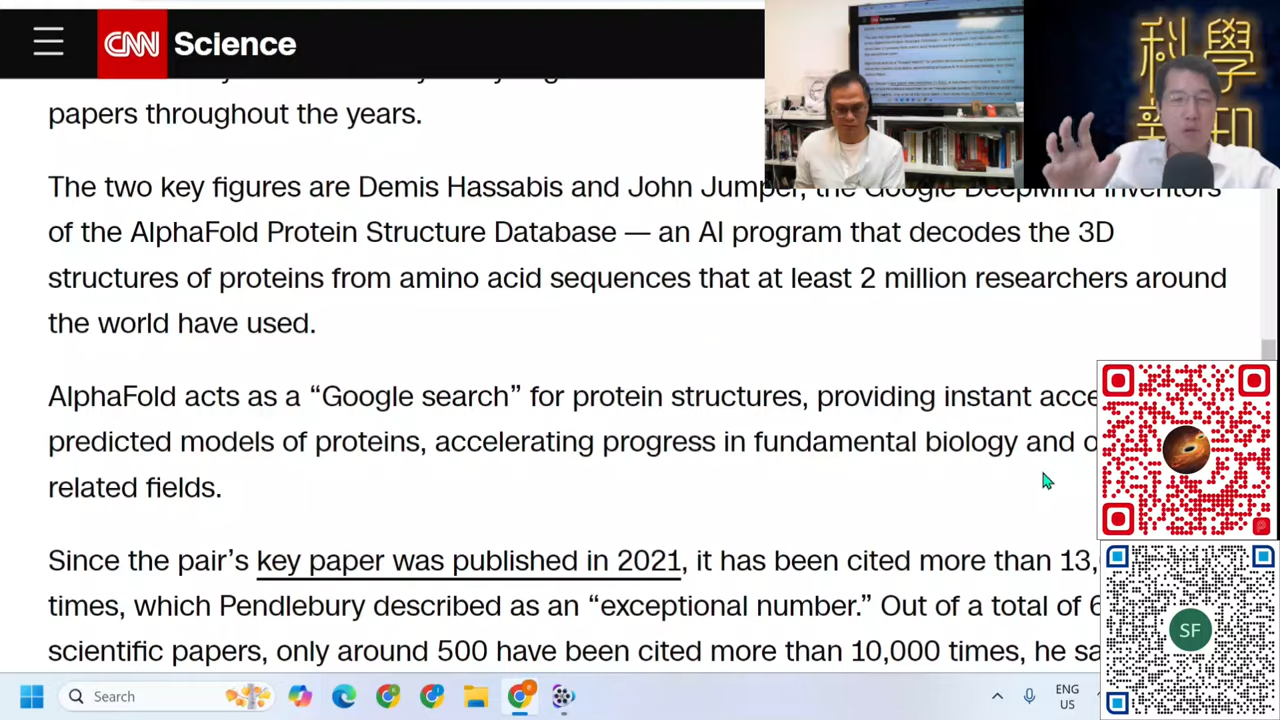 CNN Science
科學
新知
papers throughout the years.
The two key figures are Demis Hassabis and John Jumper, the Google DeepMind inventors
of the AlphaFold Protein Structure Database — an AI program that decodes the 3D
structures of proteins from amino acid sequences that at least 2 million researchers around
the world have used.
AlphaFold acts as a “Google search” for protein structures, providing instant acce
predicted models of proteins, accelerating progress in fundamental biology and o
related fields.
Since the pair’s key paper was published in 2021, it has been cited more than 13,
times, which Pendlebury described as an “exceptional number.” Out of a total of 6
scientific papers, only around 500 have been cited more than 10,000 times, he sa
SF
Search
ENG
US